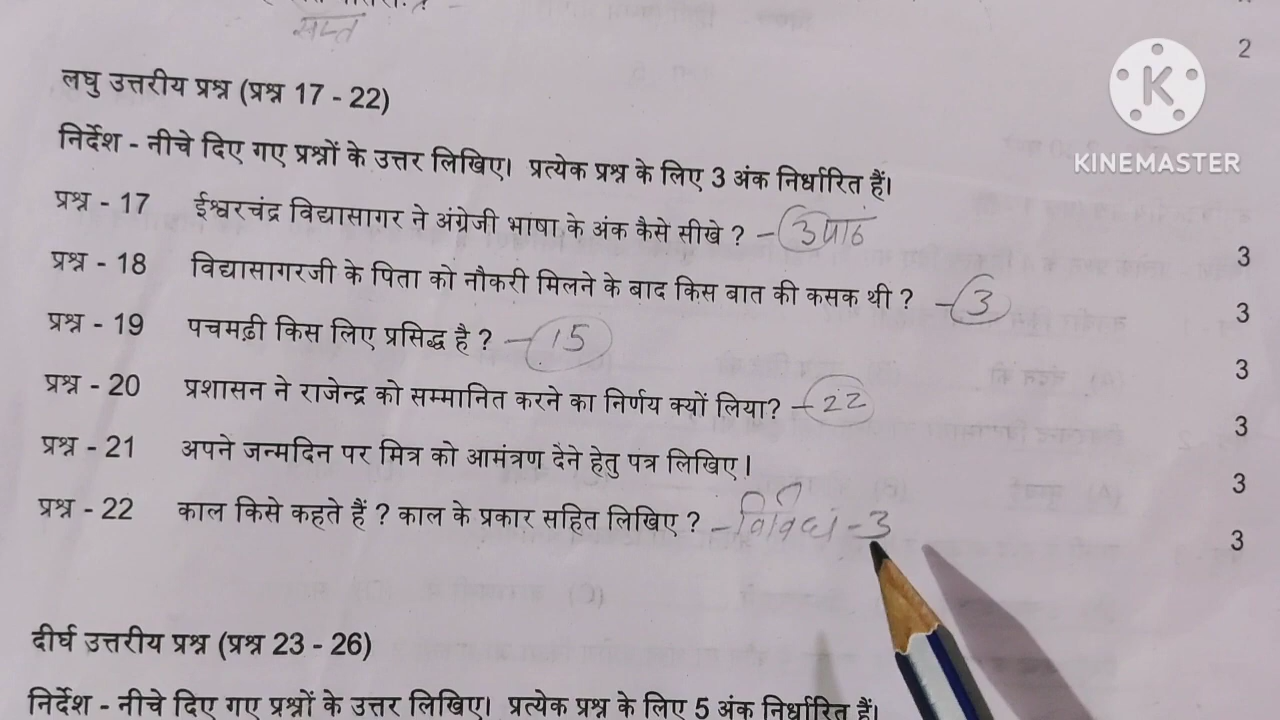 सप्त
2
लघु उत्तरीय प्रश्न (प्रश्न 17 - 22)
KINEMASTER
निर्देश - नीचे दिए गए प्रश्नों के उत्तर लिखिए। प्रत्येक प्रश्न के लिए 3 अंक निर्धारित हैं।
प्रश्न - 17 ईश्वरचंद्र विद्यासागर ने अंग्रेजी भाषा के अंक कैसे सीखे ? - 3 पाठ 3
प्रश्न - 18 विद्यासागरजी के पिता को नौकरी मिलने के बाद किस बात की कसक थी ? - 3 3
प्रश्न - 19 पचमढ़ी किस लिए प्रसिद्ध है ? - 15 3
प्रश्न - 20 प्रशासन ने राजेन्द्र को सम्मानित करने का निर्णय क्यों लिया? - 22 3
प्रश्न - 21 अपने जन्मदिन पर मित्र को आमंत्रण दैने हेतु पत्र लिखिए। 3
प्रश्न - 22 काल किसे कहते हैं ? काल के प्रकार सहित लिखिए ? - विविध - 3 3
दीर्घ उत्तरीय प्रश्न (प्रश्न 23 - 26)
निर्देश - नीचे दिए गए प्रश्नों के उत्तर लिखिए। प्रत्येक प्रश्न के लिए 5 अंक निर्धारित हैं।